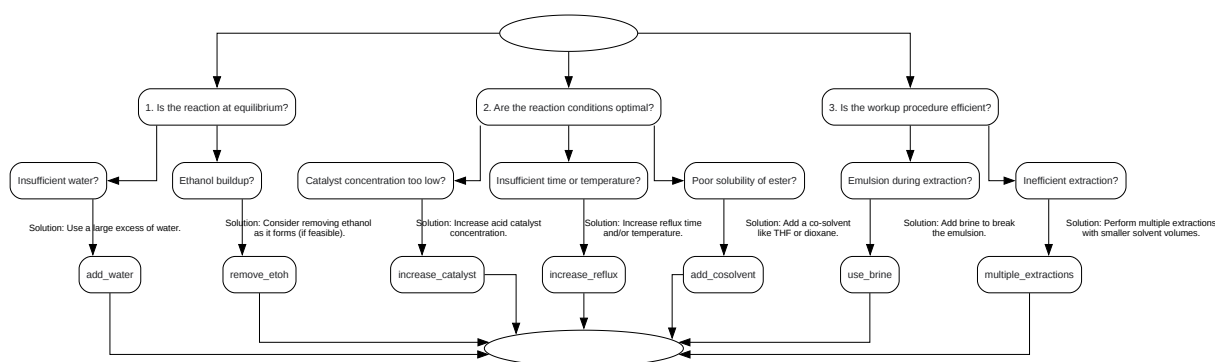 1. Is the reaction at equilibrium?
2. Are the reaction conditions optimal?
3. Is the workup procedure efficient?
Insufficient water?
Ethanol buildup?
Catalyst concentration too low?
Insufficient time or temperature?
Poor solubility of ester?
Emulsion during extraction?
Inefficient extraction?
Solution: Use a large excess of water.
Solution: Consider removing ethanol
as it forms (if feasible).
Solution: Increase acid catalyst
concentration.
Solution: Increase reflux time
and/or temperature.
Solution: Add a co-solvent
like THF or dioxane.
Solution: Add brine to break
the emulsion.
Solution: Perform multiple extractions
with smaller solvent volumes.
add_water
remove_etoh
increase_catalyst
increase_reflux
add_cosolvent
use_brine
multiple_extractions